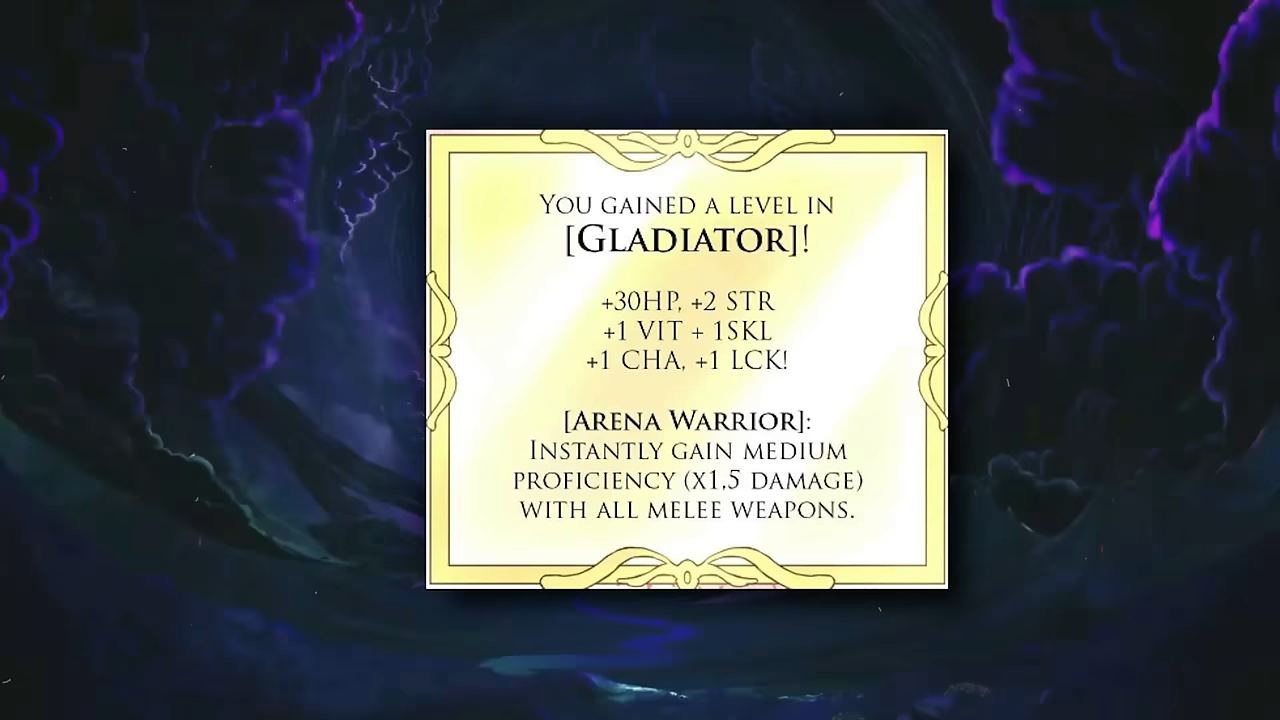 You gained a level in
[Gladiator]!
+30HP, +2 STR
+1 VIT + 1SKL
+1 CHA, +1 LCK!
[Arena Warrior]:
Instantly gain medium
proficiency (x1,5 damage)
with all melee weapons.